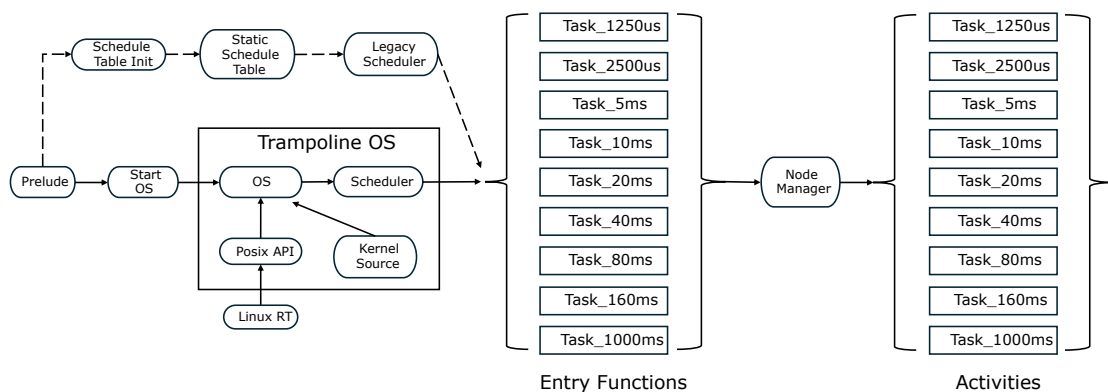 Schedule
Table Init
Static
Schedule
Table
Legacy
Scheduler
Trampoline OS
Prelude
Start
OS
OS
Scheduler
Posix API
Kernel
Source
Linux RT
Task_1250us
Task_2500us
Task_5ms
Task_10ms
Task_20ms
Task_40ms
Task_80ms
Task_160ms
Task_1000ms
Entry Functions
Node
Manager
Task_1250us
Task_2500us
Task_5ms
Task_10ms
Task_20ms
Task_40ms
Task_80ms
Task_160ms
Task_1000ms
Activities